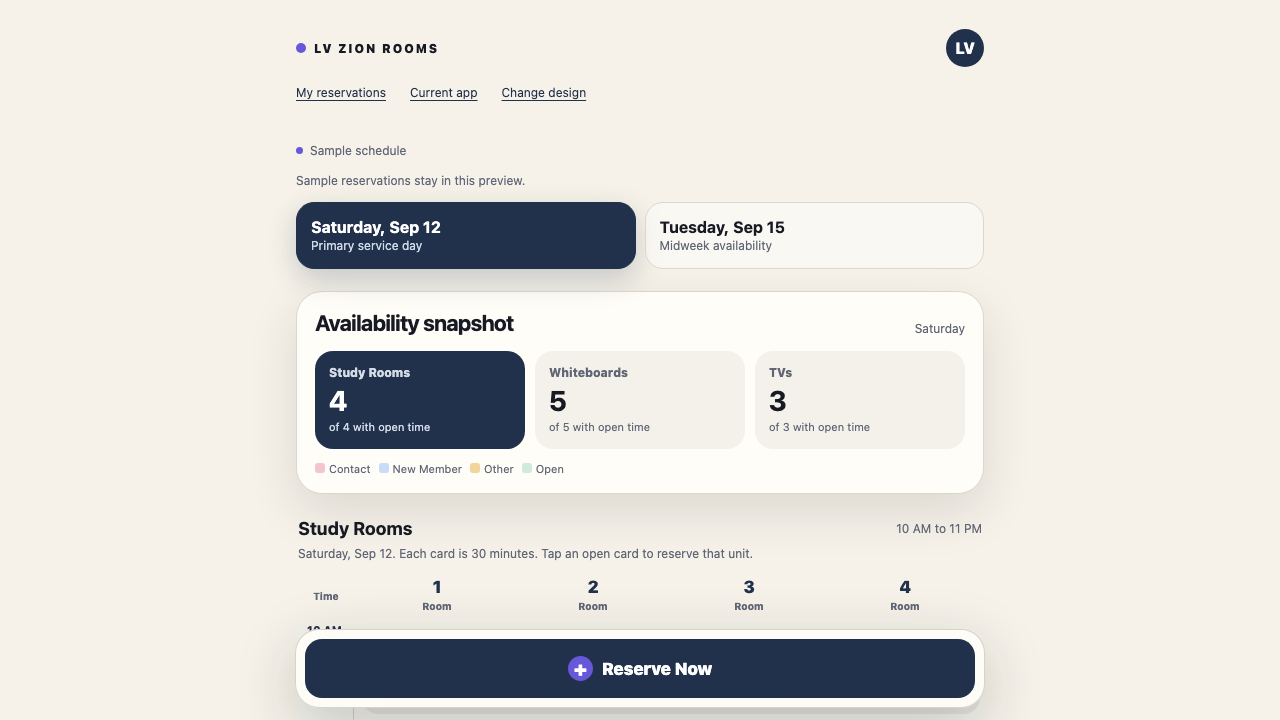 LV ZION ROOMS
LV
My reservations Current app Change design
Sample schedule
Sample reservations stay in this preview.
Saturday, Sep 12
Primary service day
Tuesday, Sep 15
Midweek availability
Availability snapshot
Saturday
Study Rooms
4
of 4 with open time
Whiteboards
5
of 5 with open time
TVs
3
of 3 with open time
Contact New Member Other Open
Study Rooms
10 AM to 11 PM
Saturday, Sep 12. Each card is 30 minutes. Tap an open card to reserve that unit.
Time
1
Room
2
Room
3
Room
4
Room
10 AM
Reserve Now